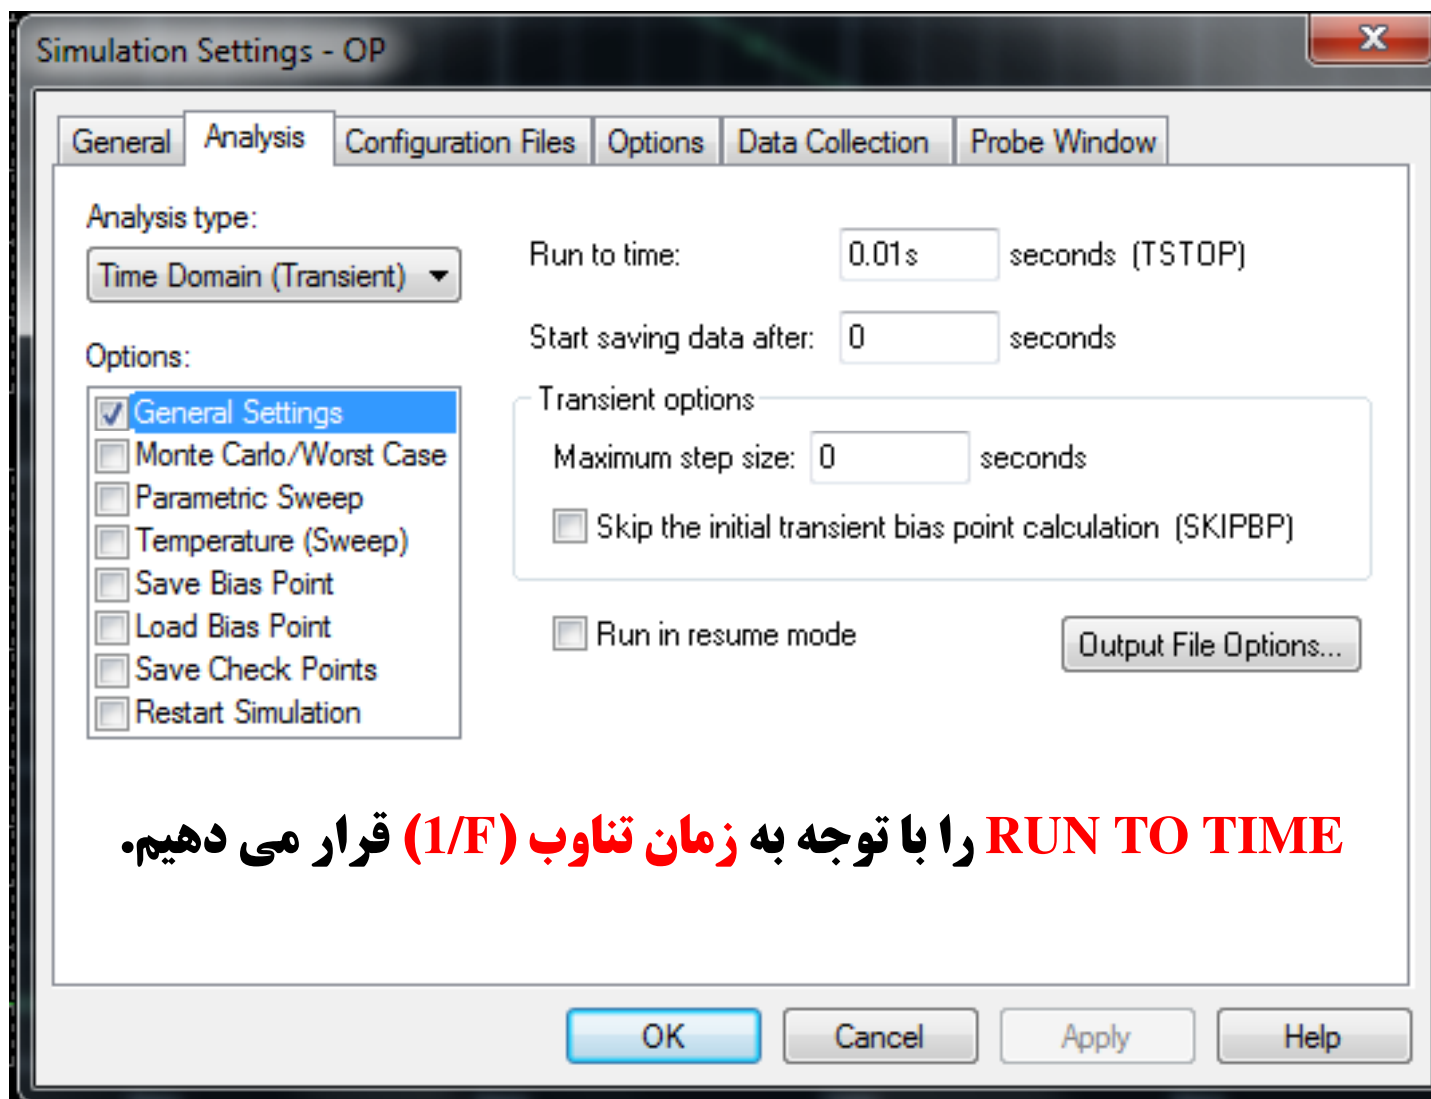 Simulation Settings - OP
x
General Analysis Configuration Files Options Data Collection Probe Window
Analysis type:
Time Domain (Transient)
Options:
General Settings
Monte Carlo/Worst Case
Parametric Sweep
Temperature (Sweep)
Save Bias Point
Load Bias Point
Save Check Points
Restart Simulation
Run to time: 0.01s seconds (TSTOP)
Start saving data after: 0 seconds
Transient options
Maximum step size: 0 seconds
Skip the initial transient bias point calculation (SKIPBP)
Run in resume mode
Output File Options...
RUN TO TIME را با توجه به زمان تناوب (1/F) قرار می دهیم.
OK Cancel Apply Help